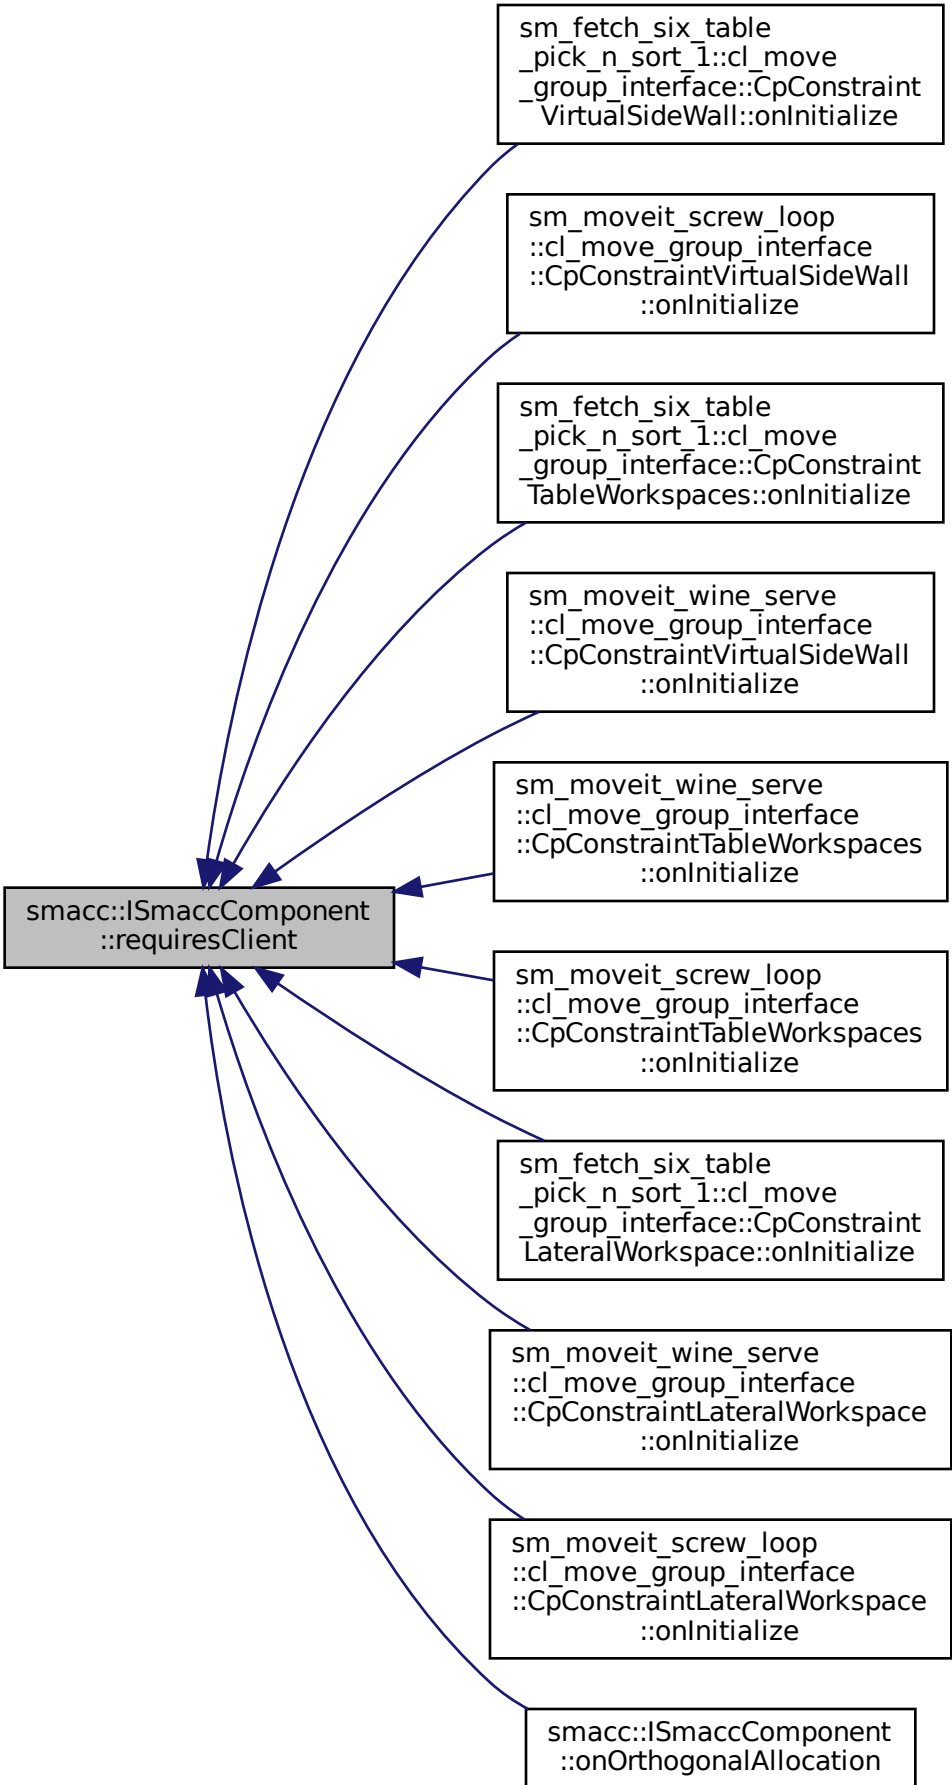 sm_fetch_six_table
_pick_n_sort_1::cl_move
_group_interface::CpConstraint
VirtualSideWall::onInitialize
sm_moveit_screw_loop
::cl_move_group_interface
::CpConstraintVirtualSideWall
::onInitialize
sm_fetch_six_table
_pick_n_sort_1::cl_move
_group_interface::CpConstraint
TableWorkspaces::onInitialize
sm_moveit_wine_serve
::cl_move_group_interface
::CpConstraintVirtualSideWall
::onInitialize
sm_moveit_wine_serve
::cl_move_group_interface
::CpConstraintTableWorkspaces
::onInitialize
smacc::ISmaccComponent
::requiresClient
sm_moveit_screw_loop
::cl_move_group_interface
::CpConstraintTableWorkspaces
::onInitialize
sm_fetch_six_table
_pick_n_sort_1::cl_move
_group_interface::CpConstraint
LateralWorkspace::onInitialize
sm_moveit_wine_serve
::cl_move_group_interface
::CpConstraintLateralWorkspace
::onInitialize
sm_moveit_screw_loop
::cl_move_group_interface
::CpConstraintLateralWorkspace
::onInitialize
smacc::ISmaccComponent
::onOrthogonalAllocation